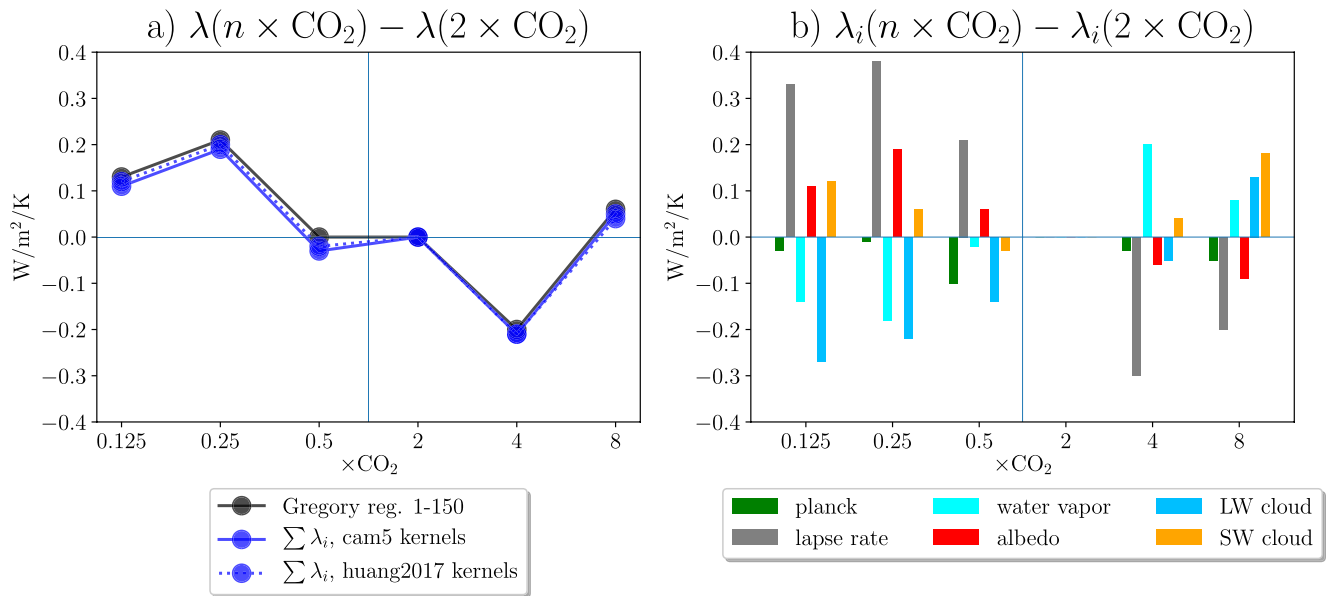 a) λ(n × CO₂) − λ(2 × CO₂)
0.4
0.3
0.2
0.1
0.0
−0.1
−0.2
−0.3
−0.4
W/m²/K
0.125 0.25 0.5 2 4 8
×CO₂
Gregory reg. 1-150
∑ λᵢ, cam5 kernels
∑ λᵢ, huang2017 kernels
b) λᵢ(n × CO₂) − λᵢ(2 × CO₂)
0.4
0.3
0.2
0.1
0.0
−0.1
−0.2
−0.3
−0.4
W/m²/K
0.125 0.25 0.5 2 4 8
×CO₂
planck water vapor LW cloud
lapse rate albedo SW cloud